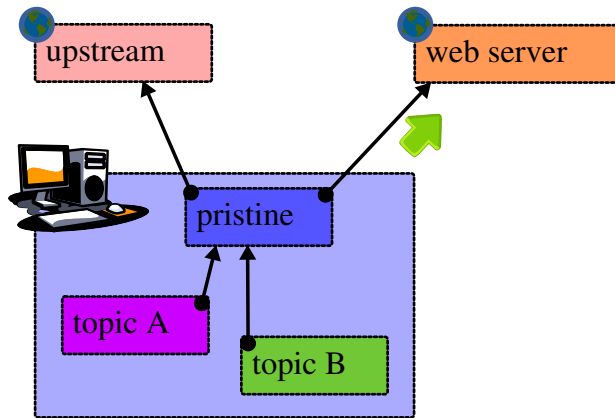 upstream
web server
pristine
topic A
topic B